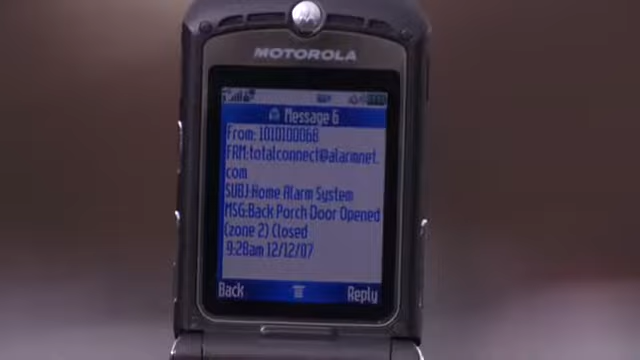 MOTOROLA
Message 6
From: 1010100068
FRM:totalconnect@alarmnet.
com
SUBJ:Home Alarm System
MSG:Back Porch Door Opened
(zone 2) Closed
9:28am 12/12/07
Back
Reply